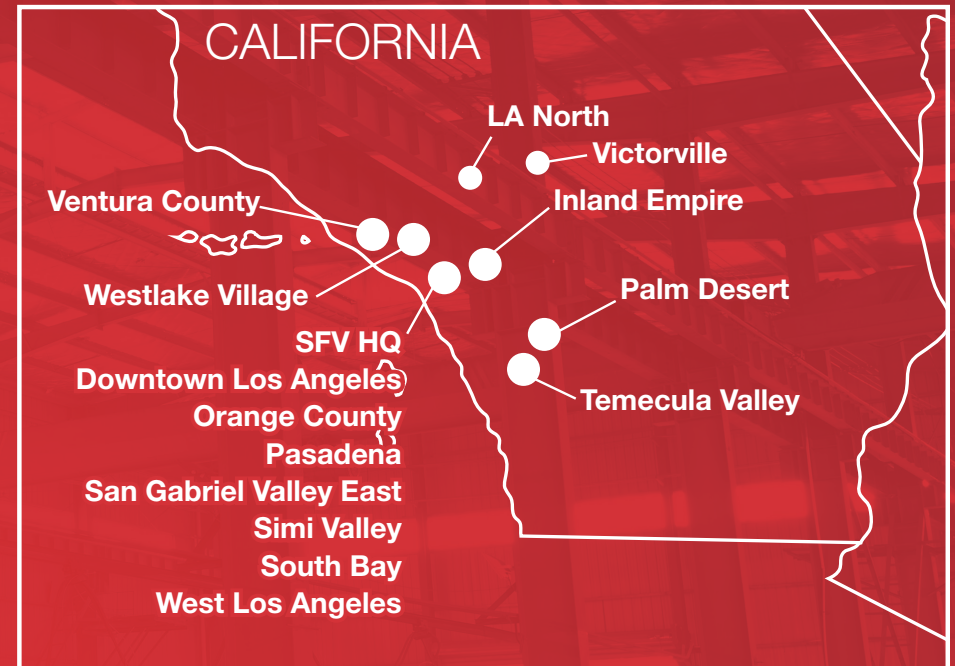 CALIFORNIA
LA North
Victorville
Ventura County
Inland Empire
Westlake Village
Palm Desert
SFV HQ
Downtown Los Angeles
Orange County
Pasadena
San Gabriel Valley East
Simi Valley
South Bay
West Los Angeles
Temecula Valley